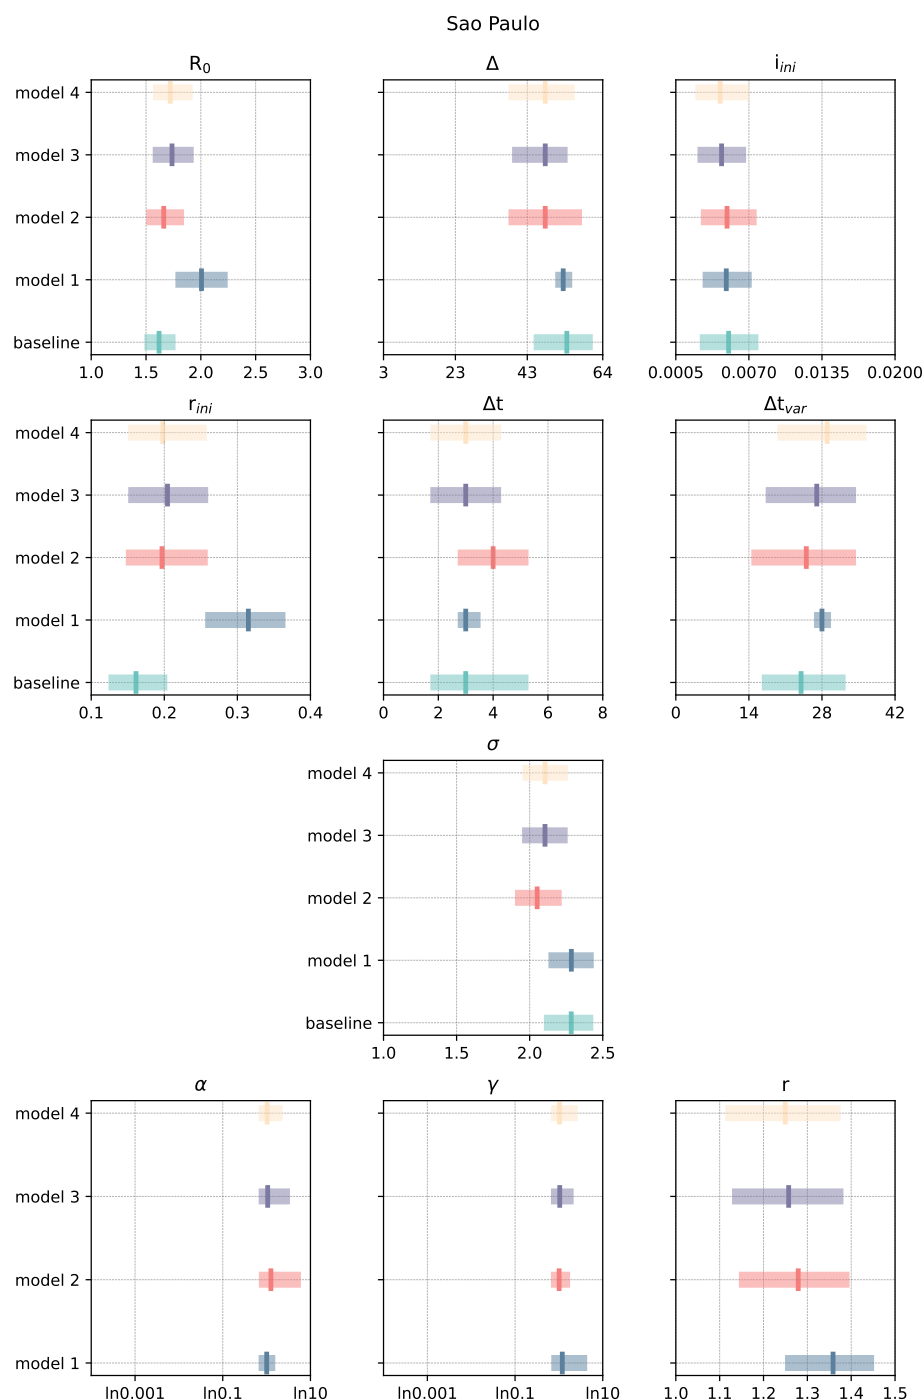 Sao Paulo
R₀ Δ i_ini
model 4
model 3
model 2
model 1
baseline
1.0 1.5 2.0 2.5 3.0 3 23 43 64 0.0005 0.0070 0.0135 0.0200
r_ini Δt Δt_var
model 4
model 3
model 2
model 1
baseline
0.1 0.2 0.3 0.4 0 2 4 6 8 0 14 28 42
σ
model 4
model 3
model 2
model 1
baseline
1.0 1.5 2.0 2.5
α γ r
model 4
model 3
model 2
model 1
ln0.001 ln0.1 ln10 ln0.001 ln0.1 ln10 1.0 1.1 1.2 1.3 1.4 1.5